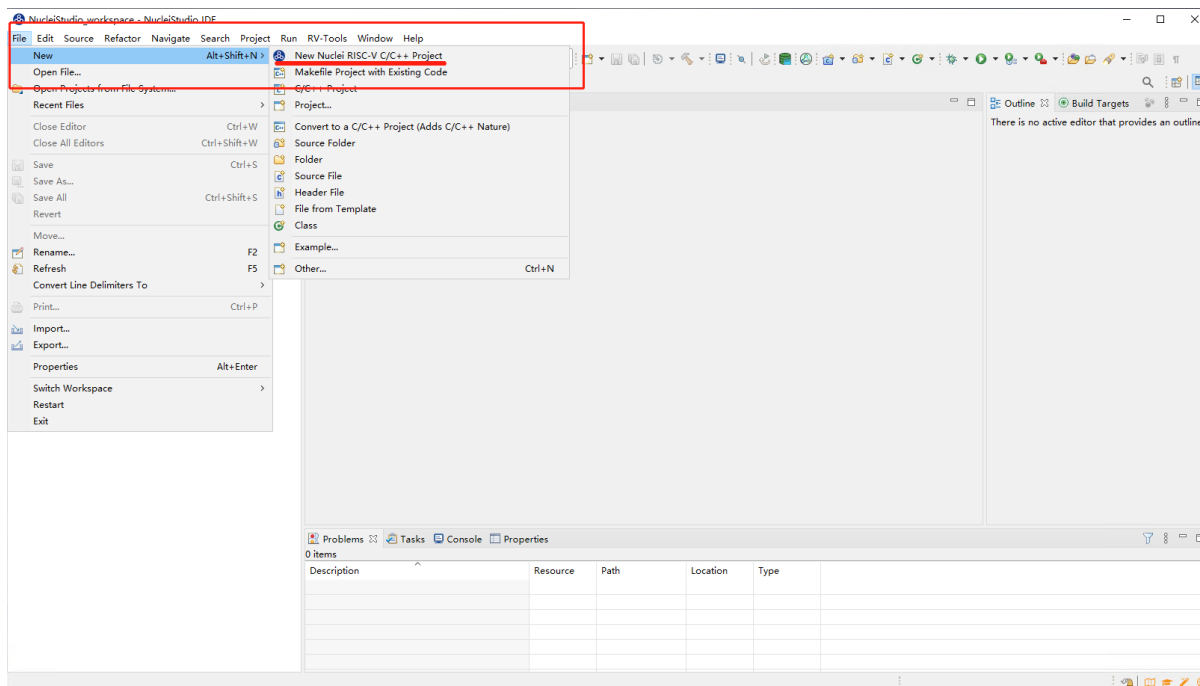 NucleiStudio_workspace - NucleiStudio IDE
File Edit Source Refactor Navigate Search Project Run RV-Tools Window Help
New Alt+Shift+N >
Open File...
Open Projects from File System...
Recent Files >
Close Editor Ctrl+W
Close All Editors Ctrl+Shift+W
Save Ctrl+S
Save As...
Save All Ctrl+Shift+S
Revert
Move...
Rename... F2
Refresh F5
Convert Line Delimiters To >
Print... Ctrl+P
Import...
Export...
Properties Alt+Enter
Switch Workspace >
Restart
Exit
New Nuclei RISC-V C/C++ Project
Makefile Project with Existing Code
C/C++ Project
Project...
Convert to a C/C++ Project (Adds C/C++ Nature)
Source Folder
Folder
Source File
Header File
File from Template
Class
Example...
Other... Ctrl+N
Outline Build Targets
There is no active editor that provides an outline
Problems Tasks Console Properties
0 items
Description Resource Path Location Type